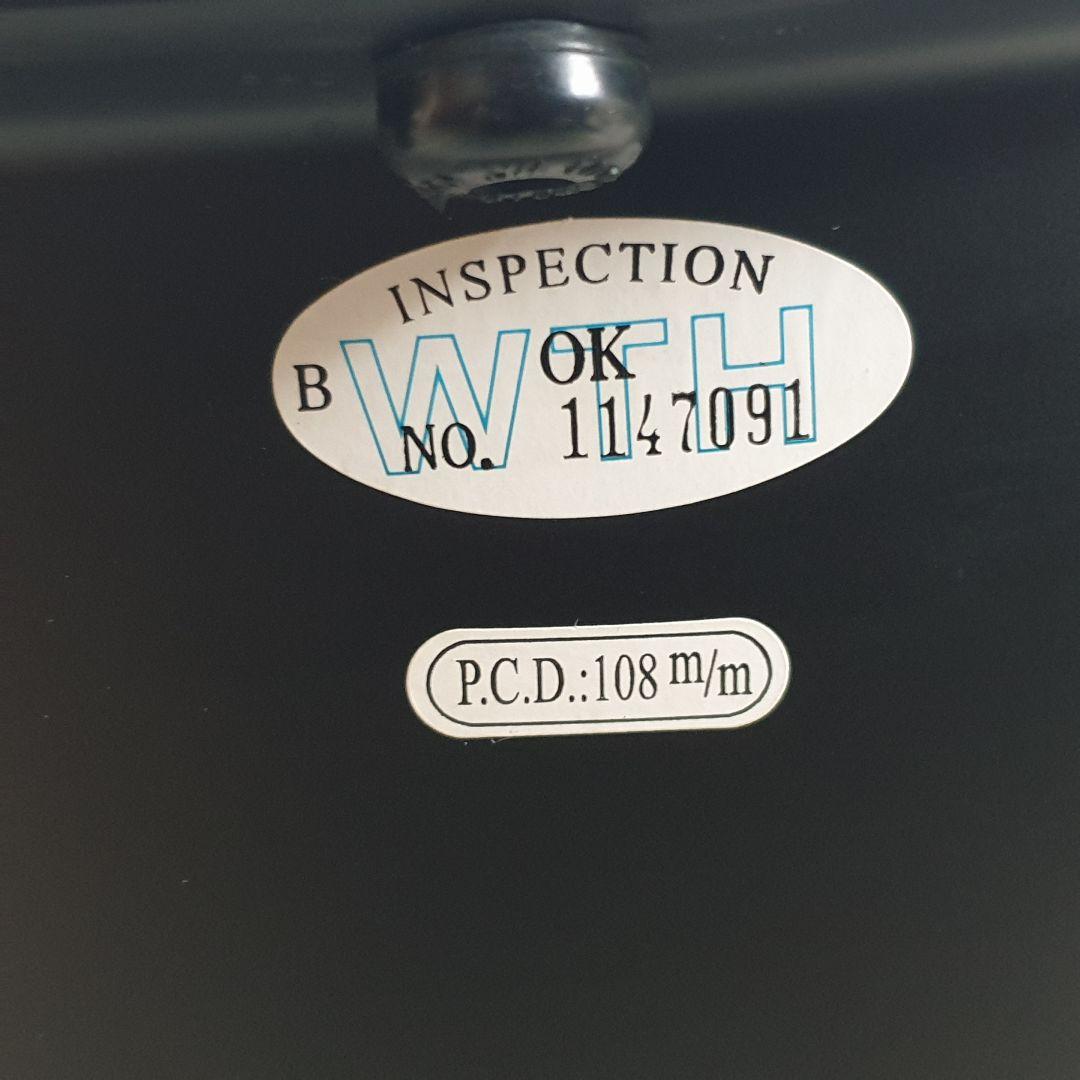 INSPECTION
B WTH
OK
NO. 1147091
P.C.D.:108 m/m